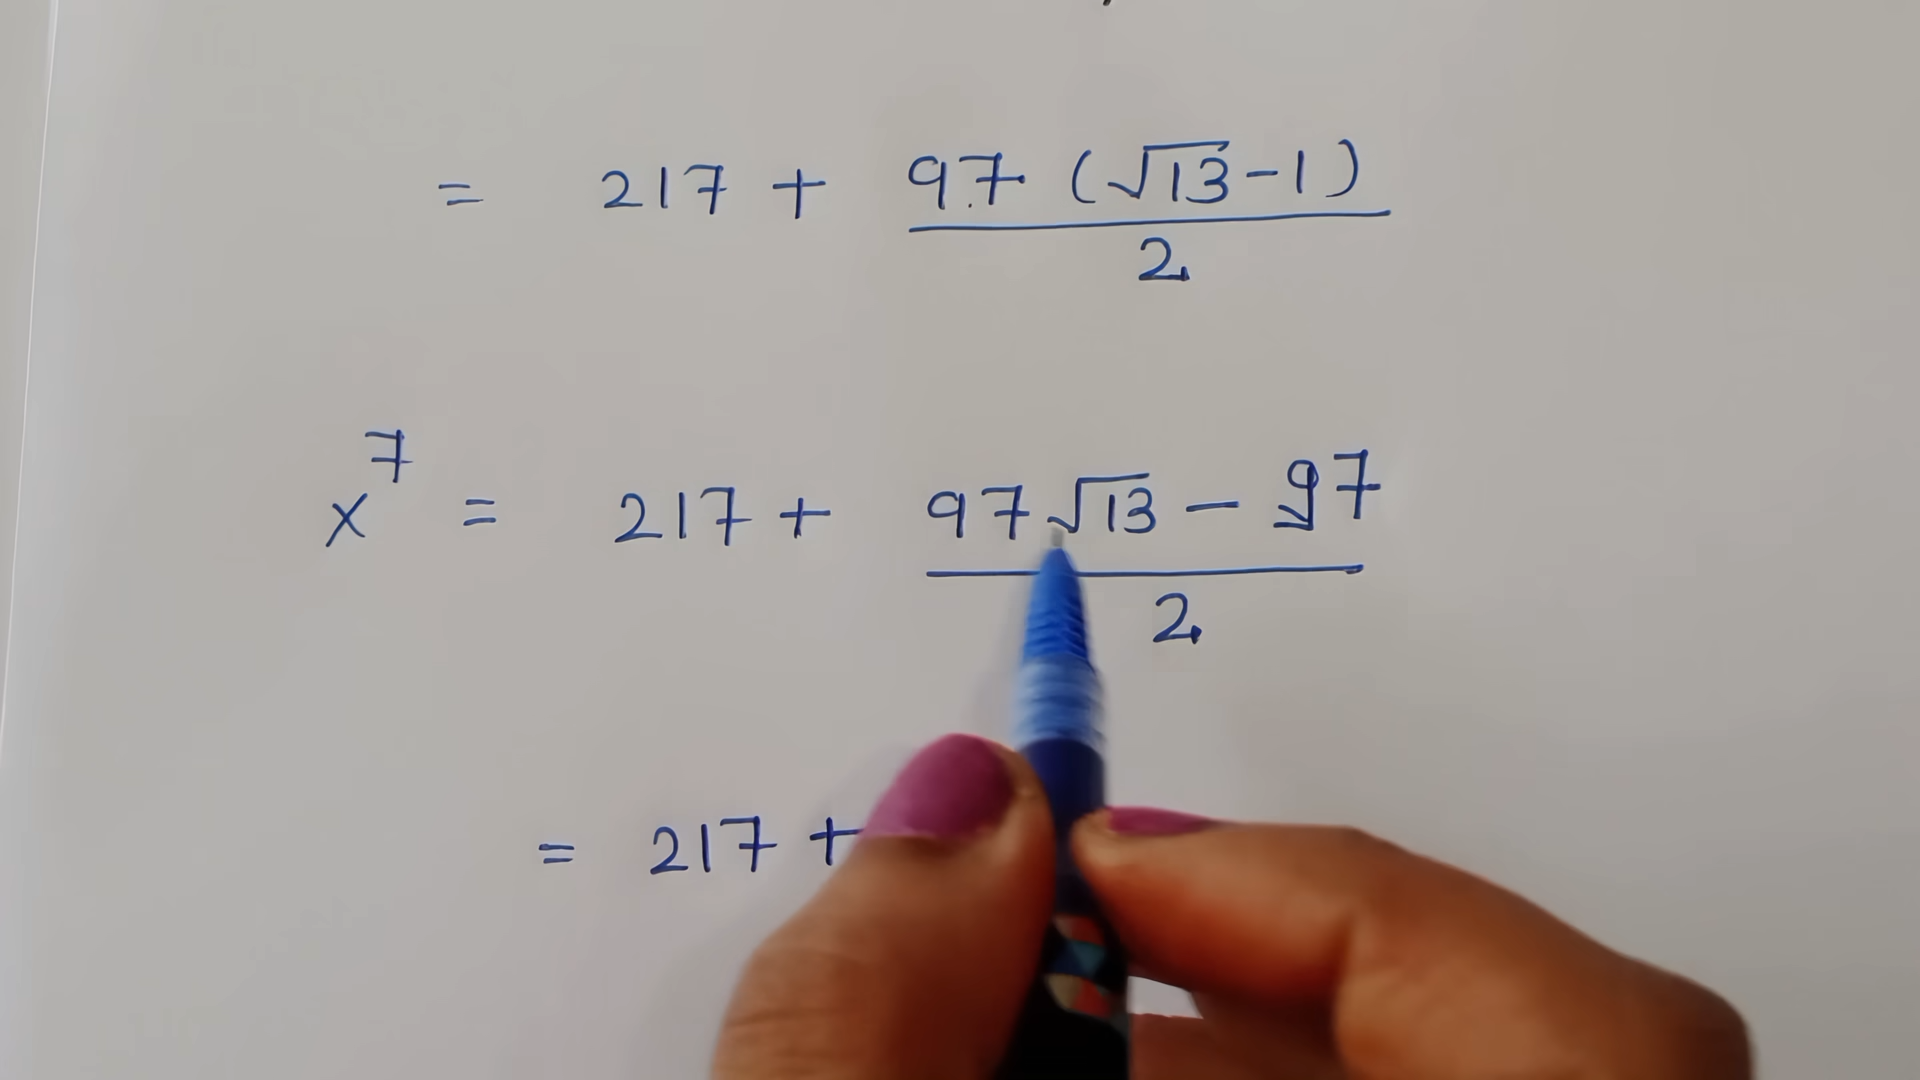 = 217 + 97 (√13 - 1)
2
x⁷ = 217 + 97√13 - 97
2
= 217 +